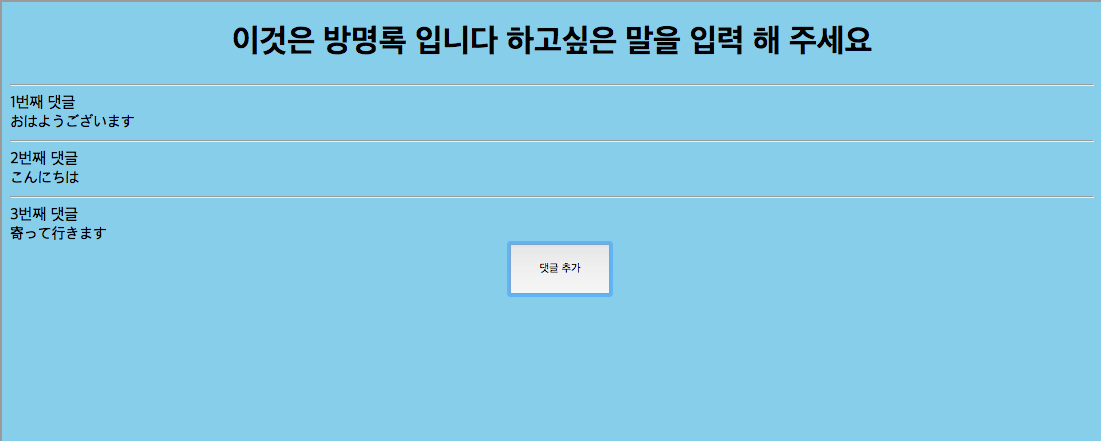 이것은 방명록 입니다 하고싶은 말을 입력 해 주세요
1번째 댓글
おはようございます
2번째 댓글
こんにちは
3번째 댓글
寄って行きます
댓글 추가